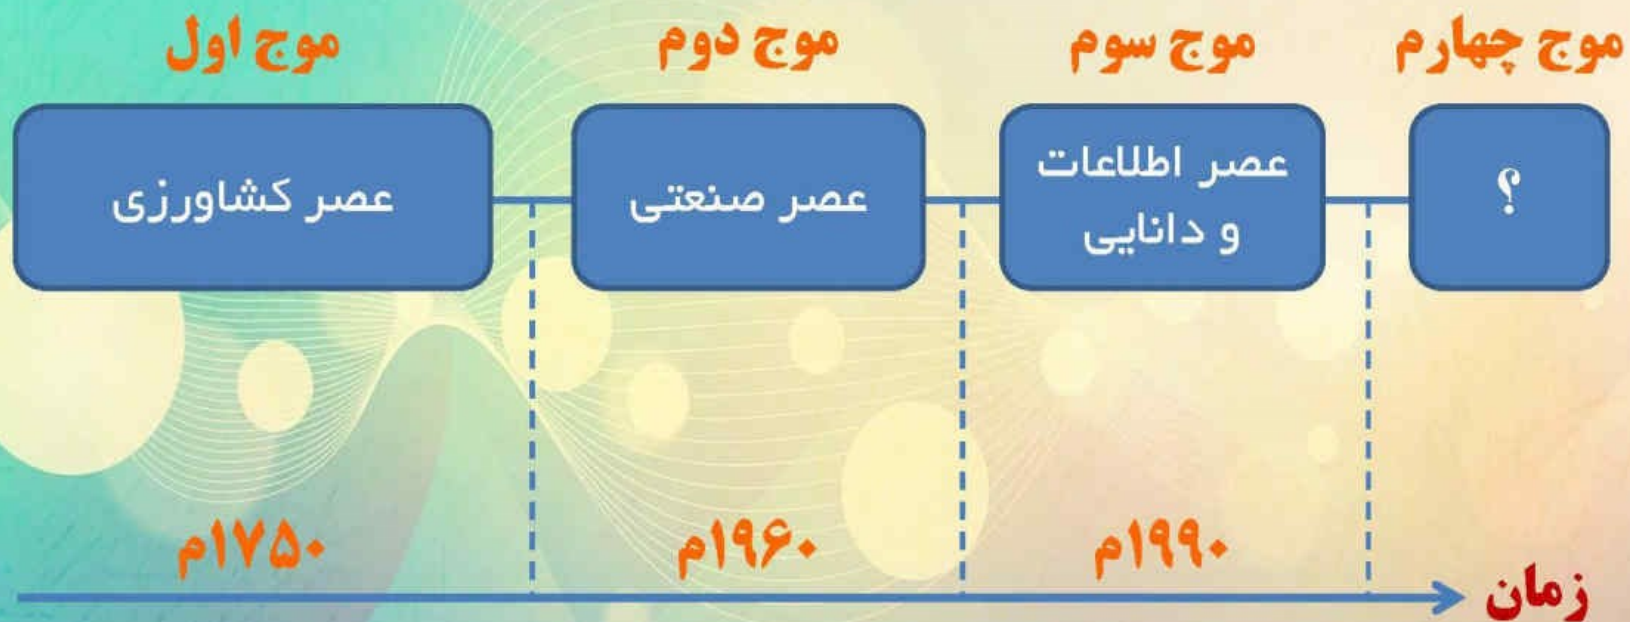 موج اول
موج دوم
موج سوم
موج چهارم
عصر کشاورزی
عصر صنعتی
عصر اطلاعات
و دانایی
؟
۱۷۵۰م
۱۹۶۰م
۱۹۹۰م
زمان